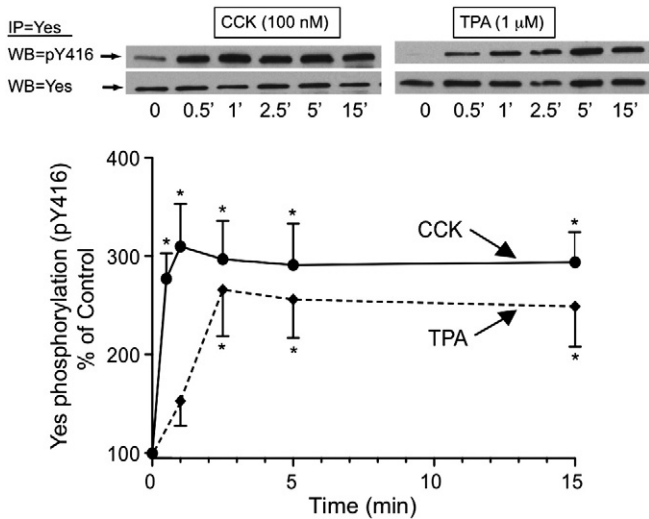 IP=Yes
CCK (100 nM)
TPA (1 μM)
WB=pY416
WB=Yes
0 0.5' 1' 2.5' 5' 15'
0 0.5' 1' 2.5' 5' 15'
Yes phosphorylation (pY416)
% of Control
400
300
200
100
* * * * *
CCK
TPA
* * *
0 5 10 15
Time (min)